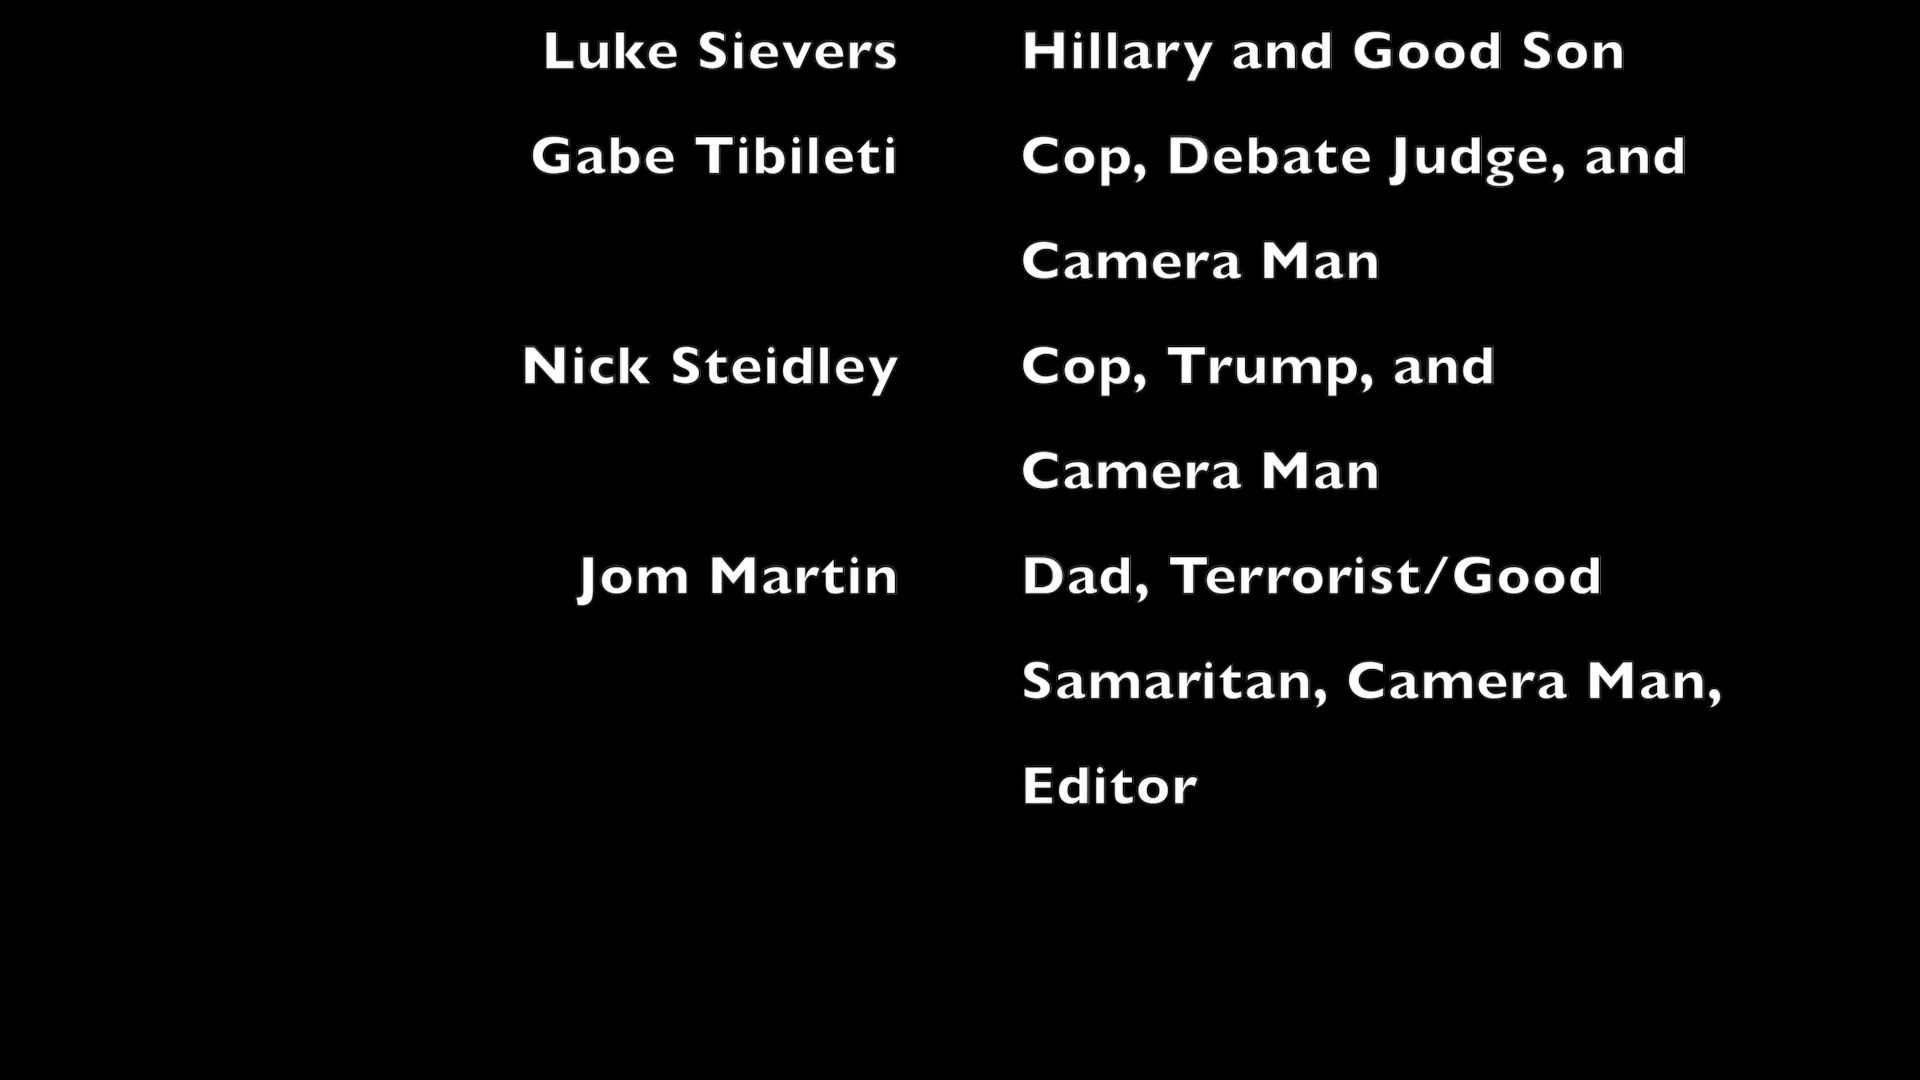 Luke Sievers Hillary and Good Son
Gabe Tibileti Cop, Debate Judge, and
Camera Man
Nick Steidley Cop, Trump, and
Camera Man
Jom Martin Dad, Terrorist/Good
Samaritan, Camera Man,
Editor